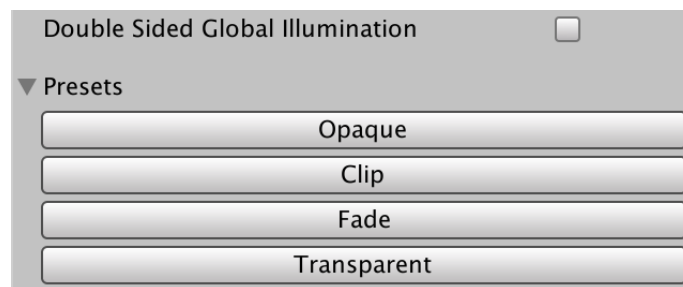 Double Sided Global Illumination
Presets
Opaque
Clip
Fade
Transparent